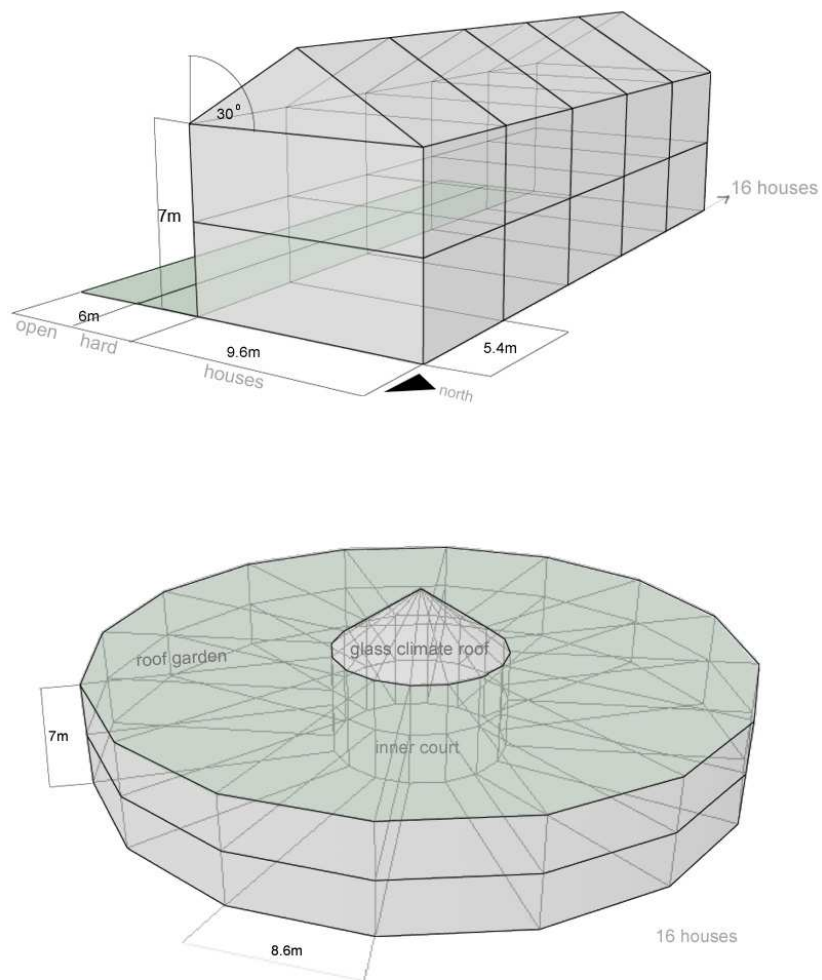 30°
7m
16 houses
6m
open
hard
9.6m
houses
5.4m
north
roof garden
glass climate roof
7m
inner court
16 houses
8.6m